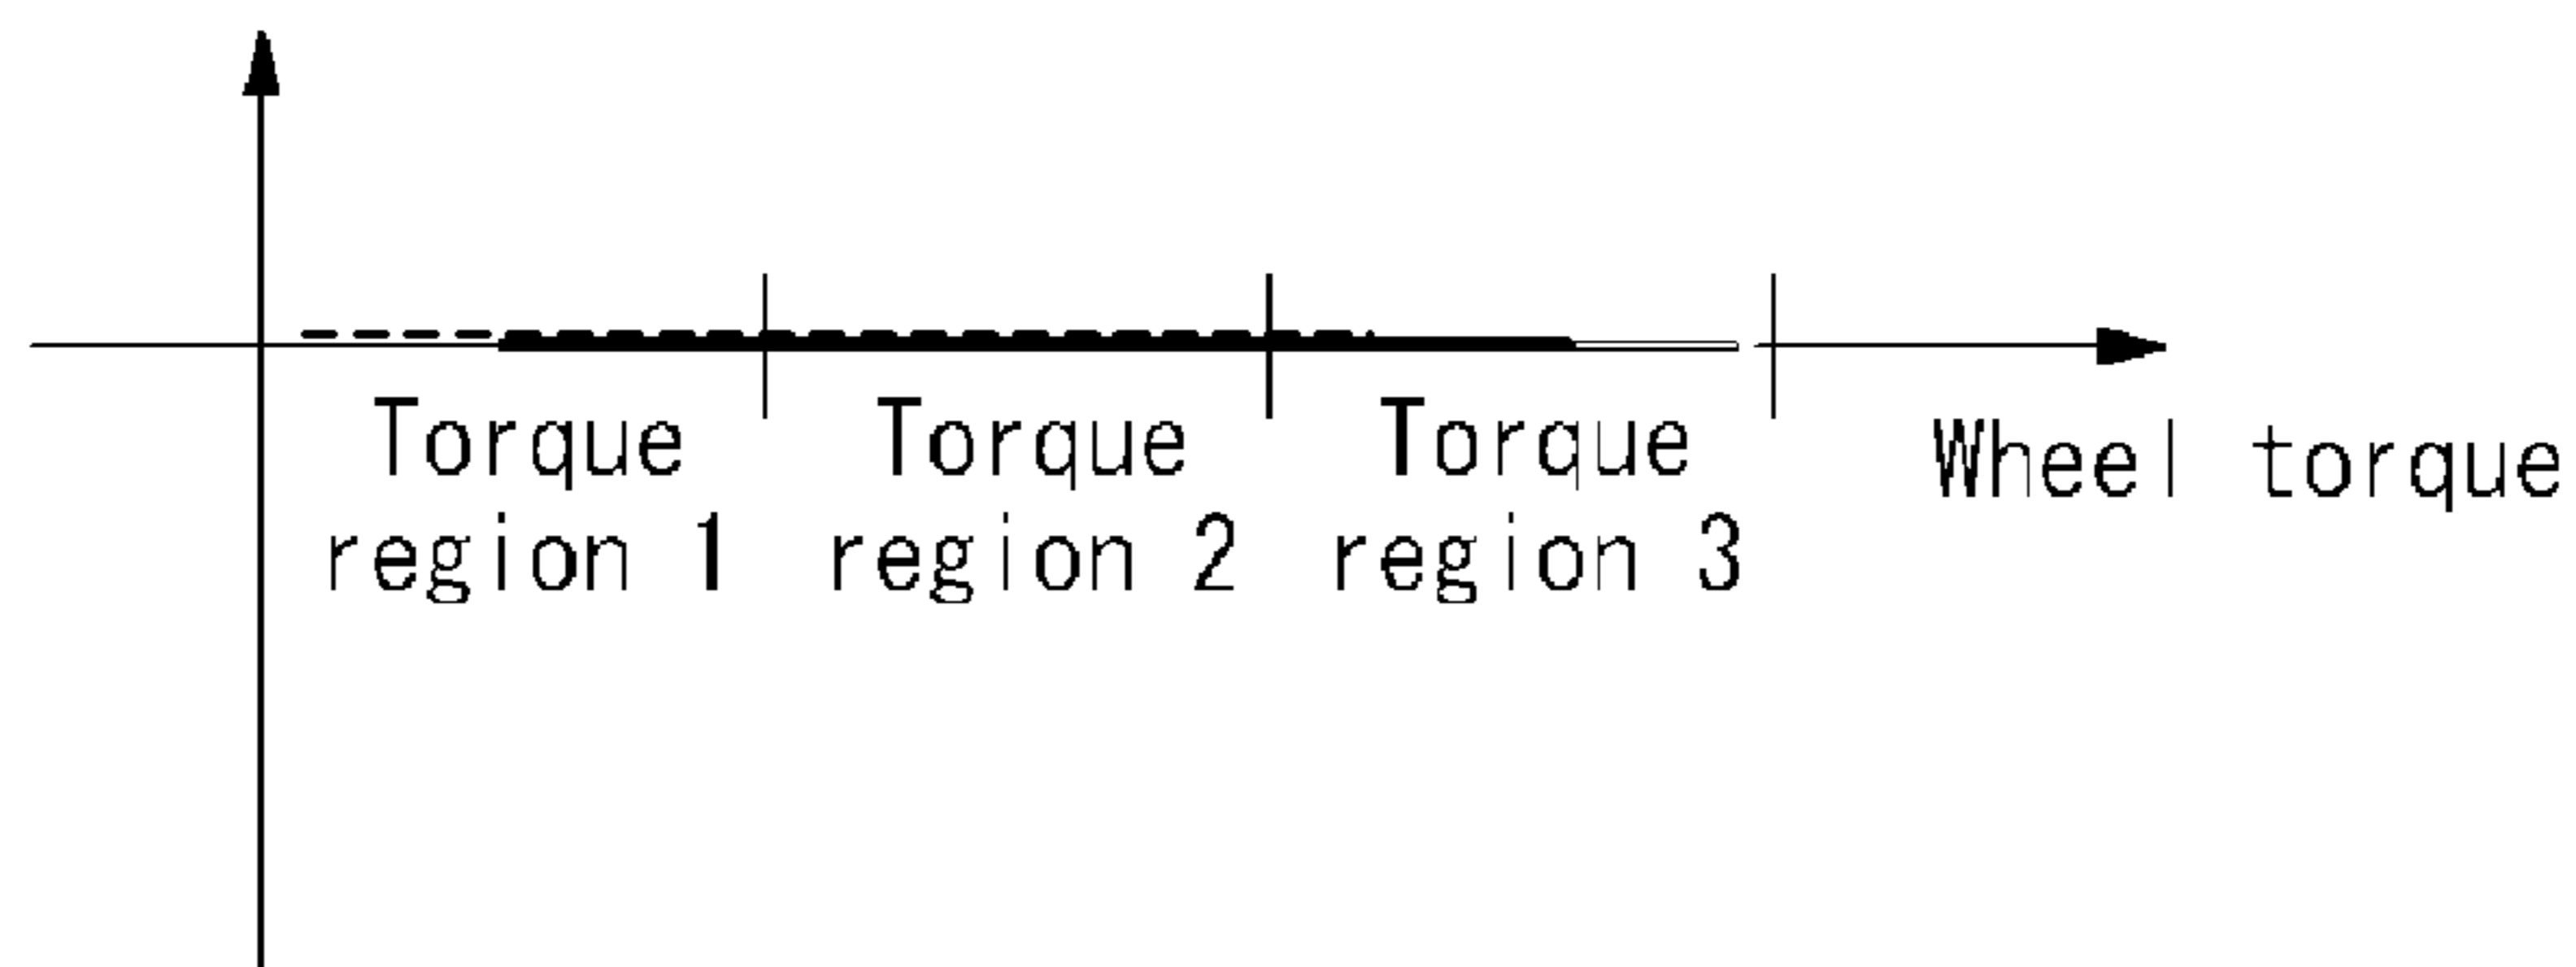 Torque
region 1
Torque
region 2
Torque
region 3
Wheel torque